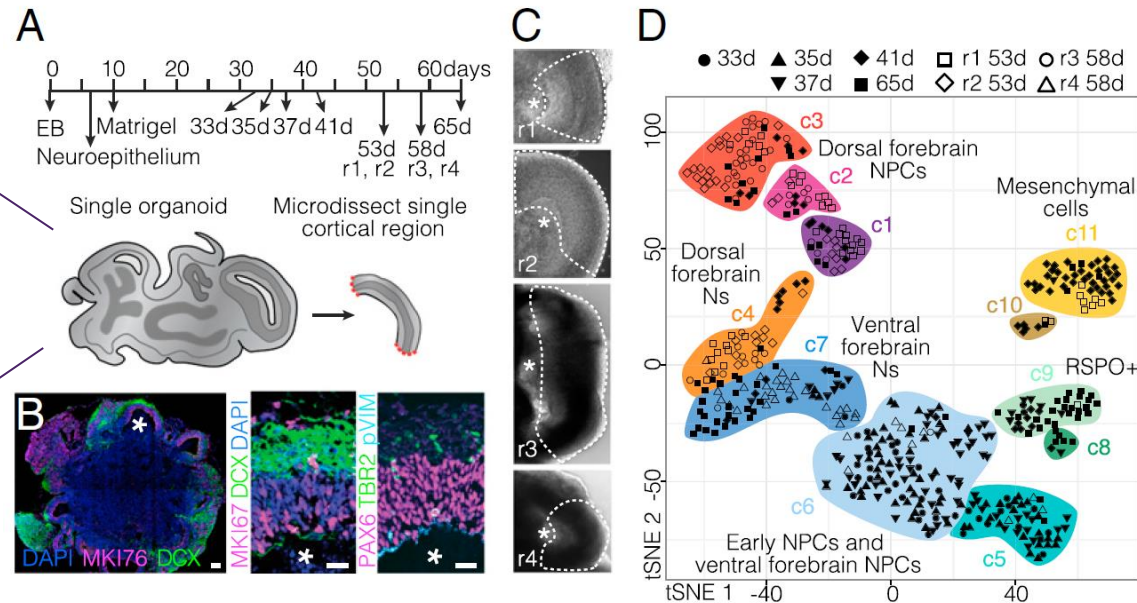 A
0 10 20 30 40 60days
EB
Matrigel
33d 35d 37d 41d
65d
Neuroepithelium
53d
r1, r2
58d
r3, r4
Single organoid
Microdissect single
cortical region
B
DAPI MKI76 DCX
MKI67 DCX DAPI
PAX6 TBR2 pVIM
*
*
*
C
*
r1
*
r2
*
r3
*
r4
D
33d 35d 41d r1 53d r3 58d
37d 65d r2 53d r4 58d
100
50
0
-50
tSNE 2
c3
Dorsal forebrain
NPCs
c2
c1
Mesenchymal
cells
c11
Dorsal
forebrain
Ns
c4
c10
c7
Ventral
forebrain
Ns
c9
RSPO+
c8
c6
c5
Early NPCs and
ventral forebrain NPCs
tSNE 1
-40 0 40